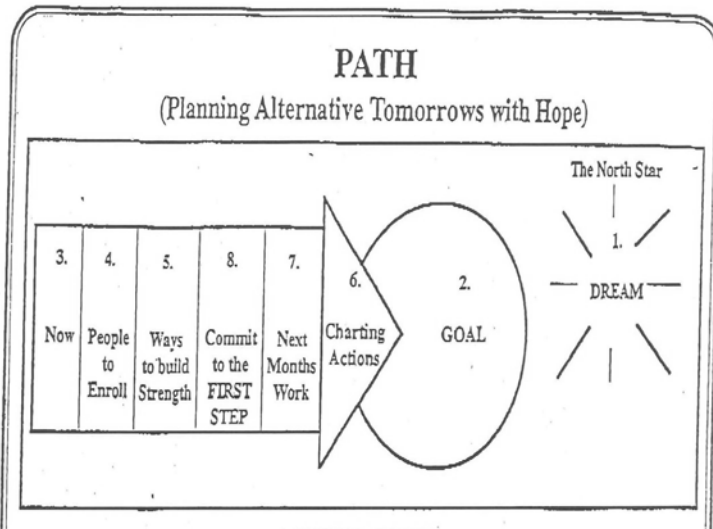 PATH
(Planning Alternative Tomorrows with Hope)
The North Star
1.
DREAM
3.
Now
4.
People
to
Enroll
5.
Ways
to build
Strength
8.
Commit
to the
FIRST
STEP
7.
Next
Months
Work
6.
Charting
Actions
2.
GOAL